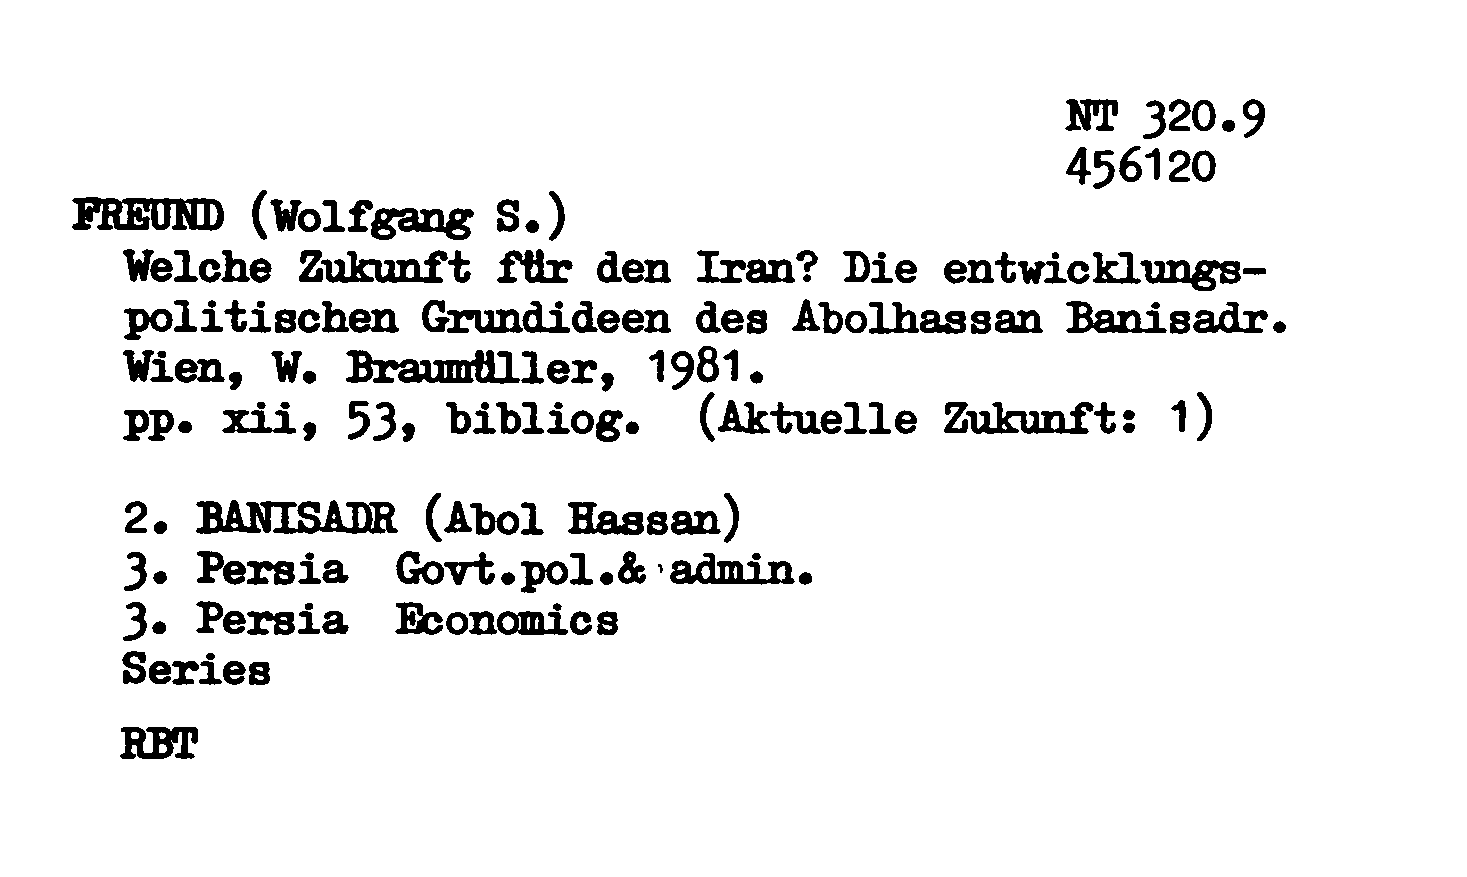 NT 320.9
456120
FREUND (Wolfgang S.)
Welche Zukunft für den Iran? Die entwicklungs-
politischen Grundideen des Abolhassan Banisadr.
Wien, W. Braumüller, 1981.
pp. xii, 53, bibliog. (Aktuelle Zukunft: 1)
2. BANISADR (Abol Hassan)
3. Persia Govt.pol.& admin.
3. Persia Economics
Series
RBT